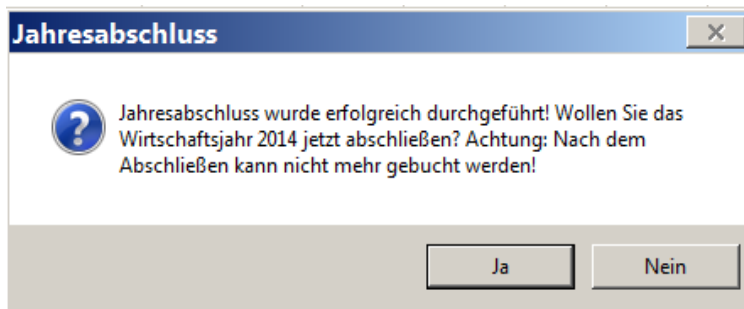 Jahresabschluss
Jahresabschluss wurde erfolgreich durchgeführt! Wollen Sie das
Wirtschaftsjahr 2014 jetzt abschließen? Achtung: Nach dem
Abschließen kann nicht mehr gebucht werden!
Ja
Nein